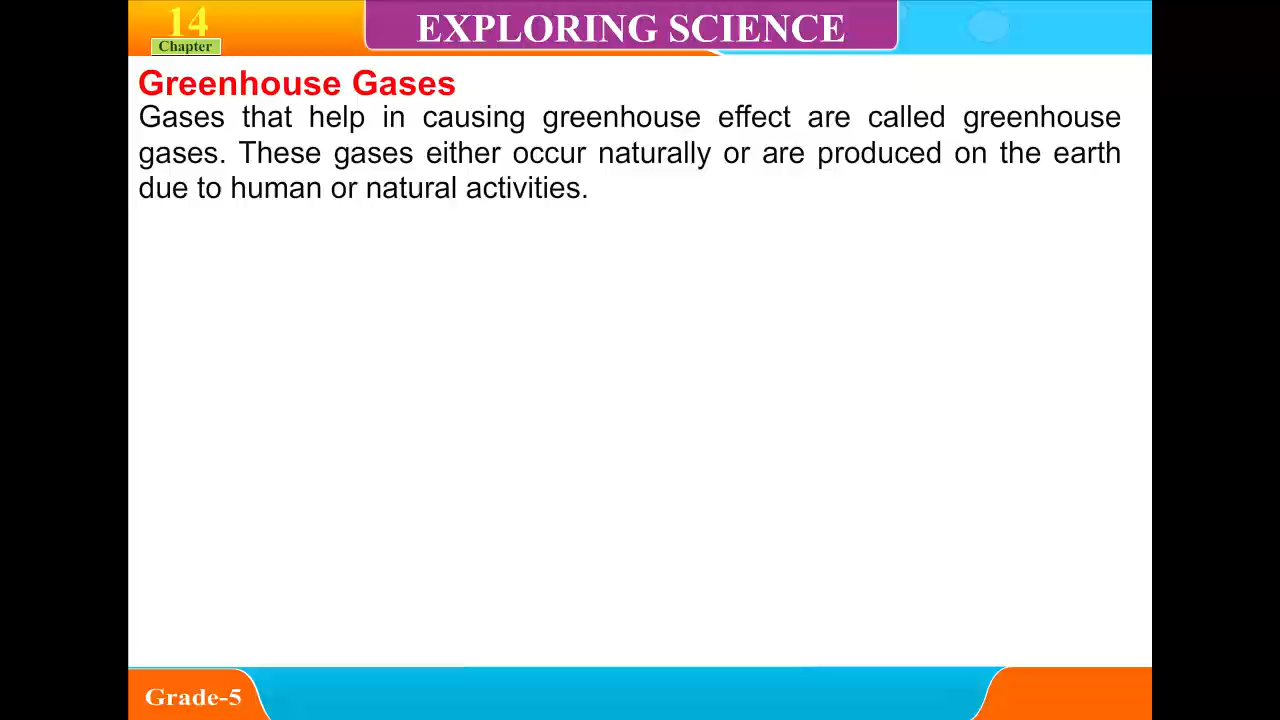 14
Chapter
EXPLORING SCIENCE
Greenhouse Gases
Gases that help in causing greenhouse effect are called greenhouse
gases. These gases either occur naturally or are produced on the earth
due to human or natural activities.
Grade-5